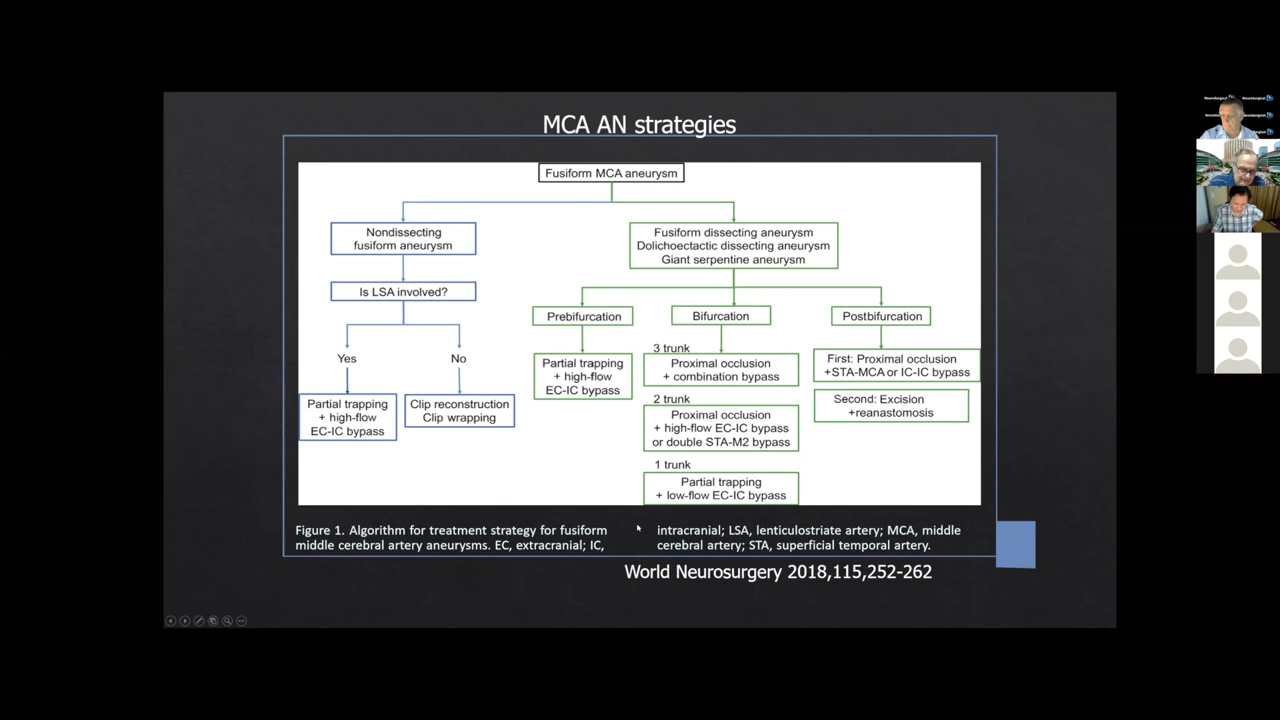 MCA AN strategies
Fusiform MCA aneurysm
Nondissecting
fusiform aneurysm
Is LSA involved?
Yes
No
Partial trapping
+ high-flow
EC-IC bypass
Clip reconstruction
Clip wrapping
Fusiform dissecting aneurysm
Dolichoectactic dissecting aneurysm
Giant serpentine aneurysm
Prebifurcation
Bifurcation
Postbifurcation
Partial trapping
+ high-flow
EC-IC bypass
3 trunk
Proximal occlusion
+ combination bypass
2 trunk
Proximal occlusion
+ high-flow EC-IC bypass
or double STA-M2 bypass
1 trunk
Partial trapping
+ low-flow EC-IC bypass
First: Proximal occlusion
+STA-MCA or IC-IC bypass
Second: Excision
+reanastomosis
Figure 1. Algorithm for treatment strategy for fusiform
middle cerebral artery aneurysms. EC, extracranial; IC,
intracranial; LSA, lenticulostriate artery; MCA, middle
cerebral artery; STA, superficial temporal artery.
World Neurosurgery 2018,115,252-262